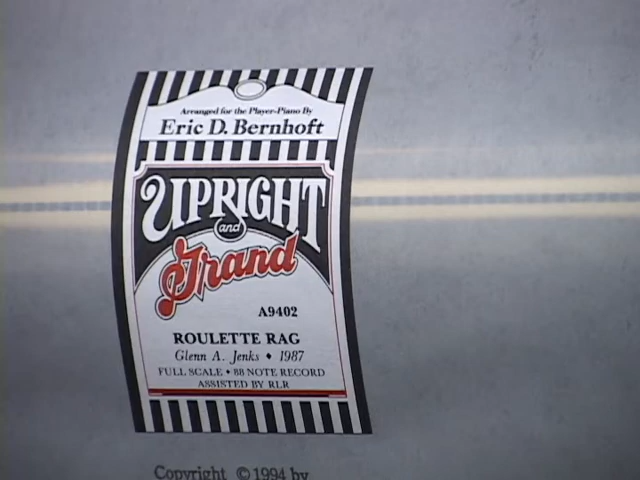 Arranged for the Player-Piano By
Eric D. Bernhoft
UPRIGHT
and
Grand
A9402
ROULETTE RAG
Glenn A. Jenks • 1987
FULL SCALE • 88 NOTE RECORD
ASSISTED BY RLR
Copyright ©1994 by